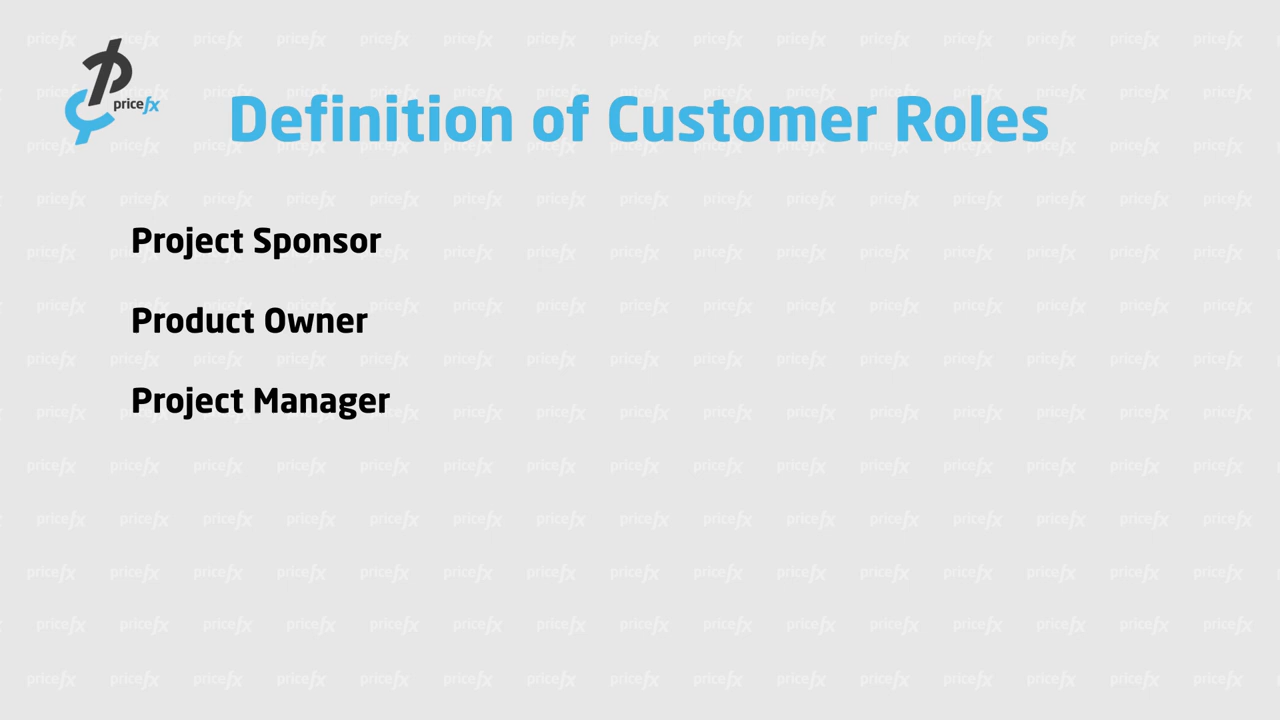 pricefx
Definition of Customer Roles
Project Sponsor
Product Owner
Project Manager